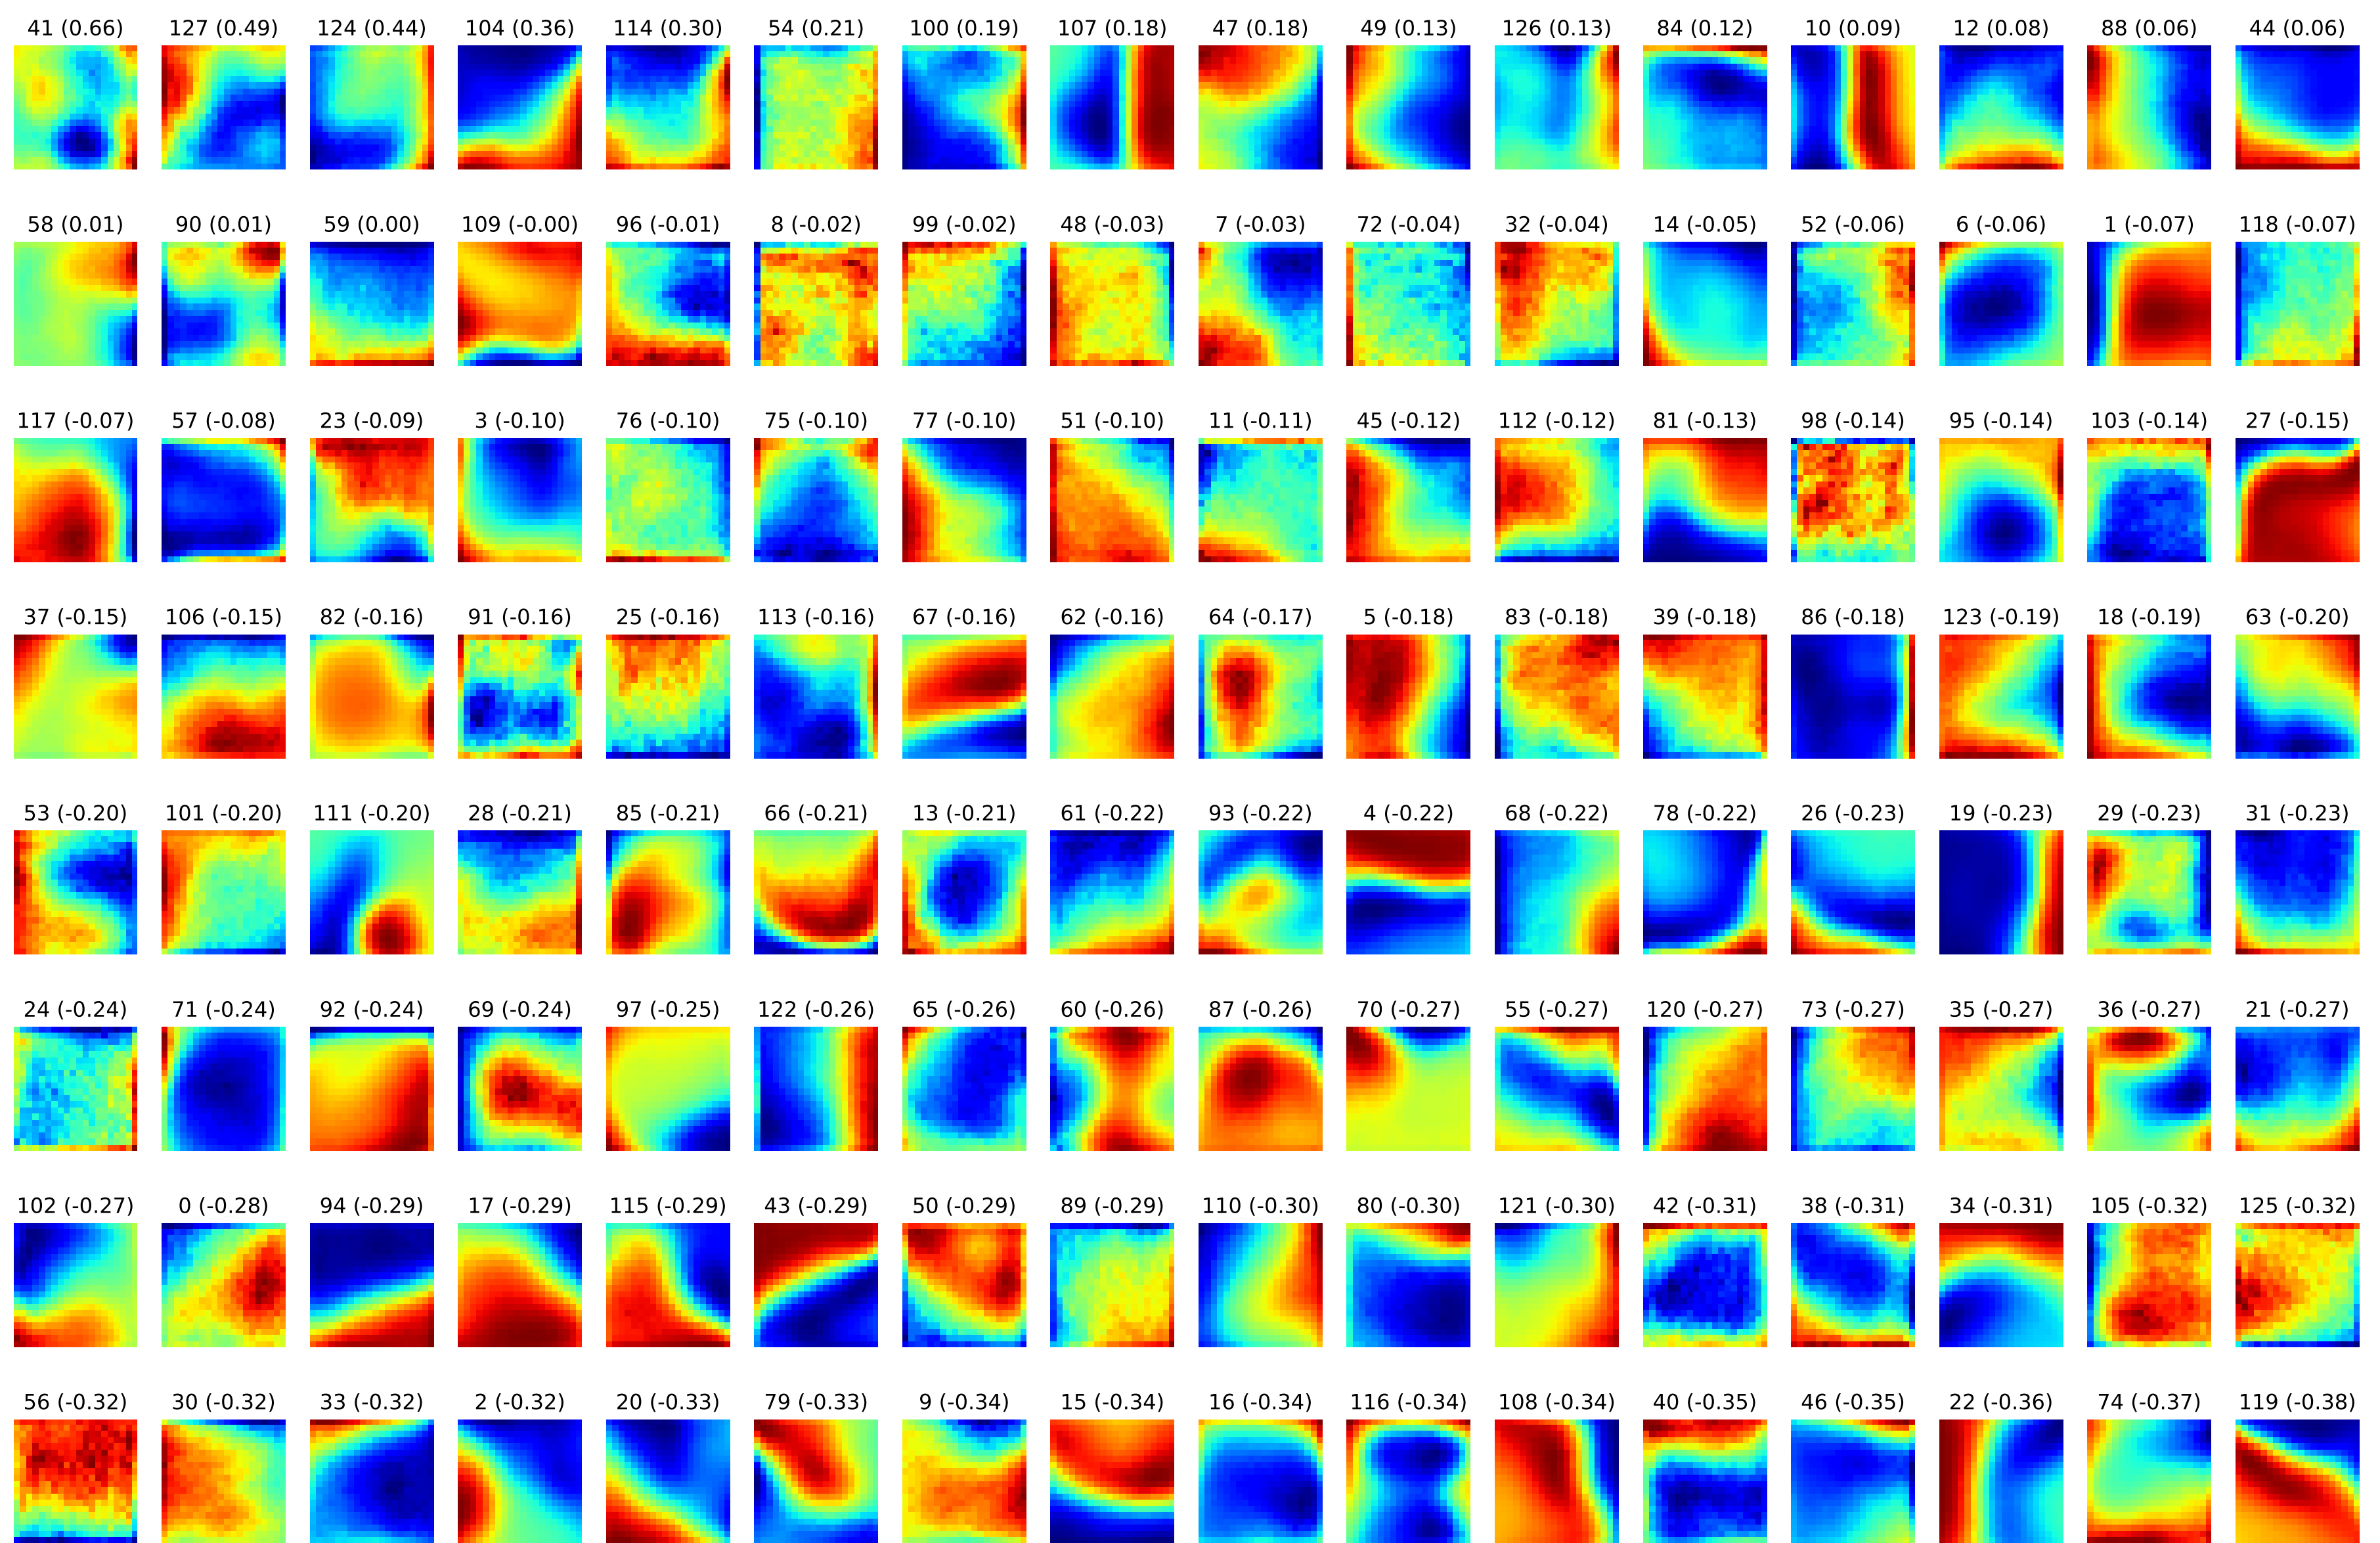 41 (0.66) 127 (0.49) 124 (0.44) 104 (0.36) 114 (0.30) 54 (0.21) 100 (0.19) 107 (0.18) 47 (0.18) 49 (0.13) 126 (0.13) 84 (0.12) 10 (0.09) 12 (0.08) 88 (0.06) 44 (0.06)
58 (0.01) 90 (0.01) 59 (0.00) 109 (-0.00) 96 (-0.01) 8 (-0.02) 99 (-0.02) 48 (-0.03) 7 (-0.03) 72 (-0.04) 32 (-0.04) 14 (-0.05) 52 (-0.06) 6 (-0.06) 1 (-0.07) 118 (-0.07)
117 (-0.07) 57 (-0.08) 23 (-0.09) 3 (-0.10) 76 (-0.10) 75 (-0.10) 77 (-0.10) 51 (-0.10) 11 (-0.11) 45 (-0.12) 112 (-0.12) 81 (-0.13) 98 (-0.14) 95 (-0.14) 103 (-0.14) 27 (-0.15)
37 (-0.15) 106 (-0.15) 82 (-0.16) 91 (-0.16) 25 (-0.16) 113 (-0.16) 67 (-0.16) 62 (-0.16) 64 (-0.17) 5 (-0.18) 83 (-0.18) 39 (-0.18) 86 (-0.18) 123 (-0.19) 18 (-0.19) 63 (-0.20)
53 (-0.20) 101 (-0.20) 111 (-0.20) 28 (-0.21) 85 (-0.21) 66 (-0.21) 13 (-0.21) 61 (-0.22) 93 (-0.22) 4 (-0.22) 68 (-0.22) 78 (-0.22) 26 (-0.23) 19 (-0.23) 29 (-0.23) 31 (-0.23)
24 (-0.24) 71 (-0.24) 92 (-0.24) 69 (-0.24) 97 (-0.25) 122 (-0.26) 65 (-0.26) 60 (-0.26) 87 (-0.26) 70 (-0.27) 55 (-0.27) 120 (-0.27) 73 (-0.27) 35 (-0.27) 36 (-0.27) 21 (-0.27)
102 (-0.27) 0 (-0.28) 94 (-0.29) 17 (-0.29) 115 (-0.29) 43 (-0.29) 50 (-0.29) 89 (-0.29) 110 (-0.30) 80 (-0.30) 121 (-0.30) 42 (-0.31) 38 (-0.31) 34 (-0.31) 105 (-0.32) 125 (-0.32)
56 (-0.32) 30 (-0.32) 33 (-0.32) 2 (-0.32) 20 (-0.33) 79 (-0.33) 9 (-0.34) 15 (-0.34) 16 (-0.34) 116 (-0.34) 108 (-0.34) 40 (-0.35) 46 (-0.35) 22 (-0.36) 74 (-0.37) 119 (-0.38)